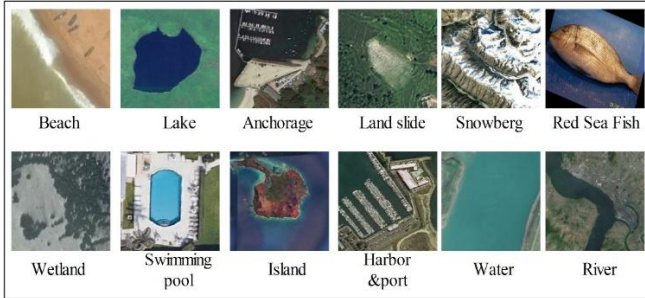 Beach
Lake
Anchorage
Land slide
Snowberg
Red Sea Fish
Wetland
Swimming
pool
Island
Harbor
&port
Water
River